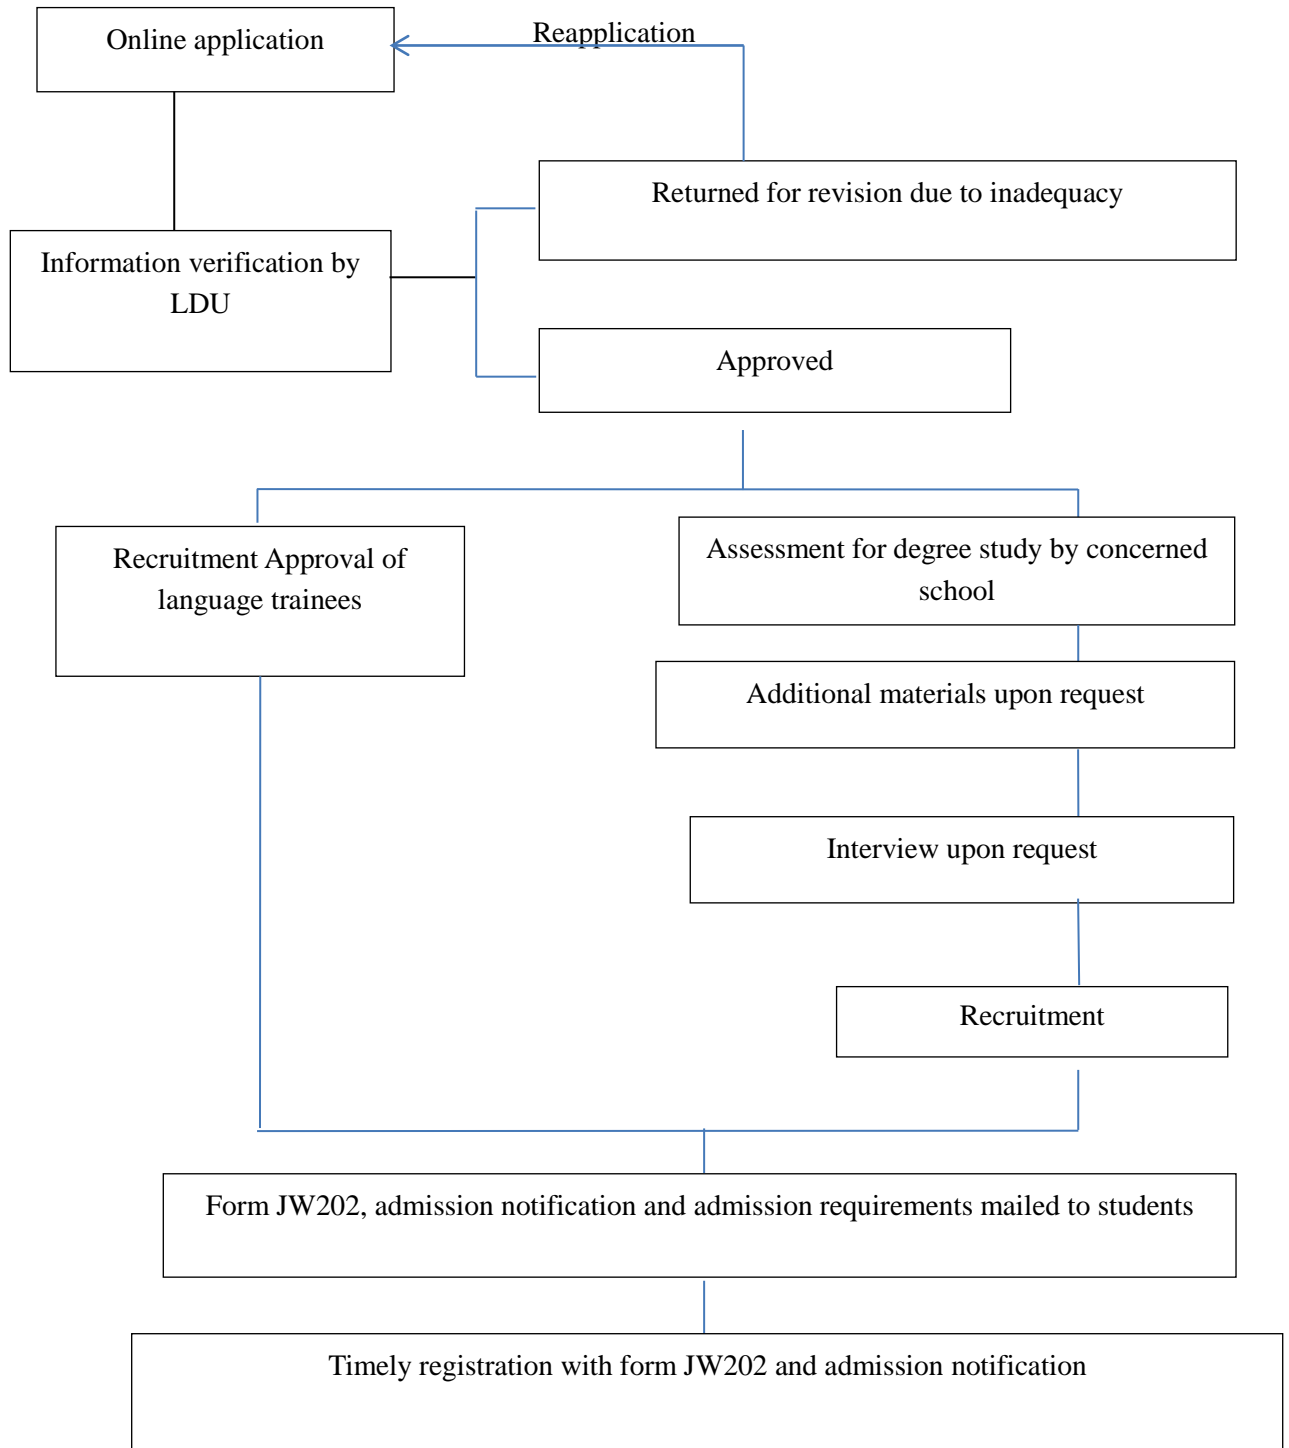 Online application
Reapplication
Returned for revision due to inadequacy
Information verification by
LDU
Approved
Recruitment Approval of
language trainees
Assessment for degree study by concerned
school
Additional materials upon request
Interview upon request
Recruitment
Form JW202, admission notification and admission requirements mailed to students
Timely registration with form JW202 and admission notification